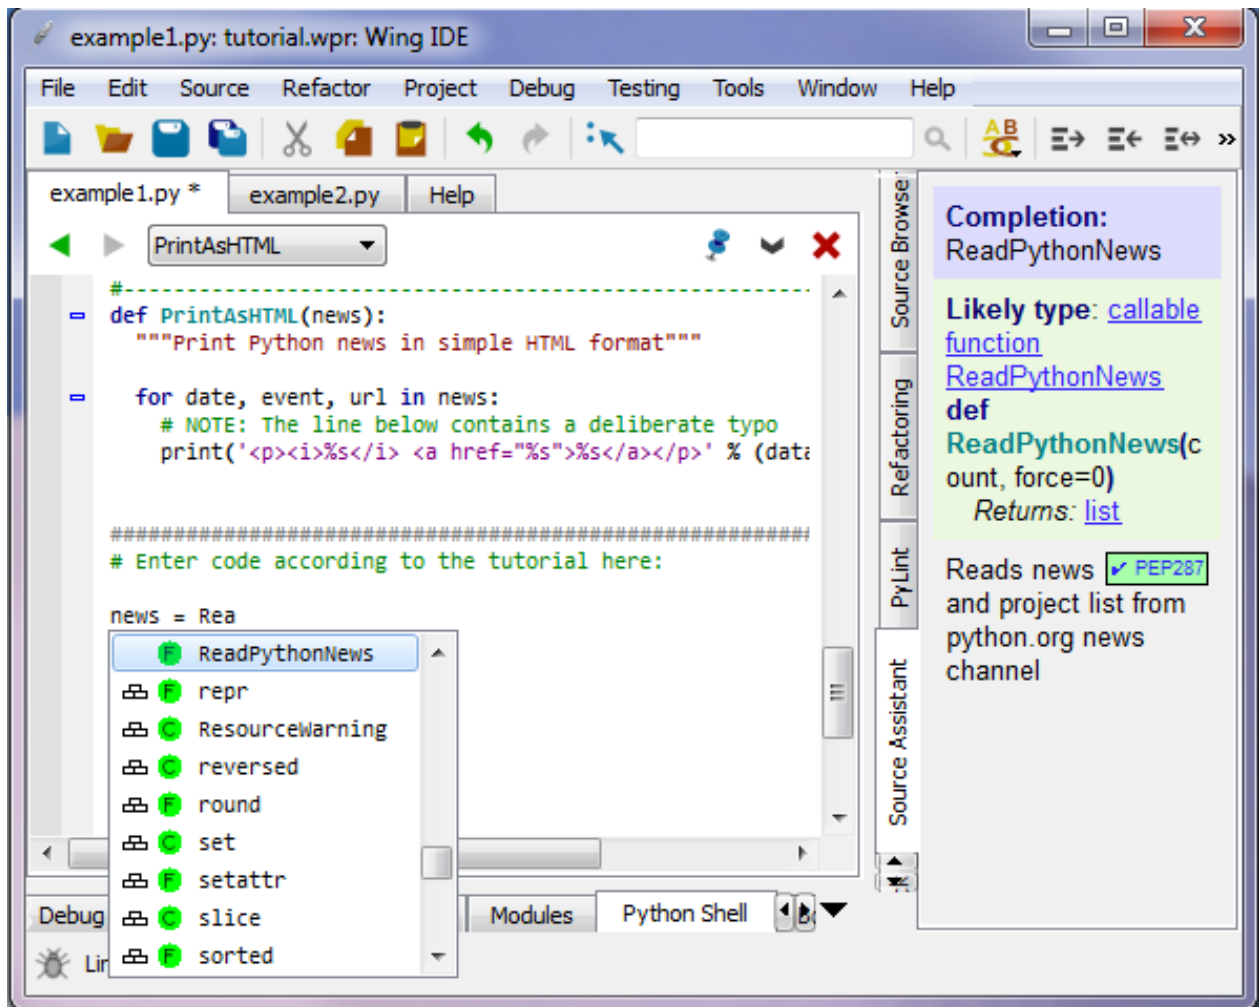 example1.py: tutorial.wpr: Wing IDE
File Edit Source Refactor Project Debug Testing Tools Window Help
example1.py * example2.py Help
PrintAsHTML
#------------------------------------------------------
def PrintAsHTML(news):
"""Print Python news in simple HTML format"""
for date, event, url in news:
# NOTE: The line below contains a deliberate typo
print('<p><i>%s</i> <a href="%s">%s</a></p>' % (data
#######################################################
# Enter code according to the tutorial here:
news = Rea
F ReadPythonNews
F repr
C ResourceWarning
C reversed
F round
C set
F setattr
C slice
F sorted
Debug Modules Python Shell
Source Browser
Refactoring
PyLint
Source Assistant
Completion:
ReadPythonNews
Likely type: callable
function
ReadPythonNews
def
ReadPythonNews(c
ount, force=0)
Returns: list
Reads news ✔ PEP287
and project list from
python.org news
channel